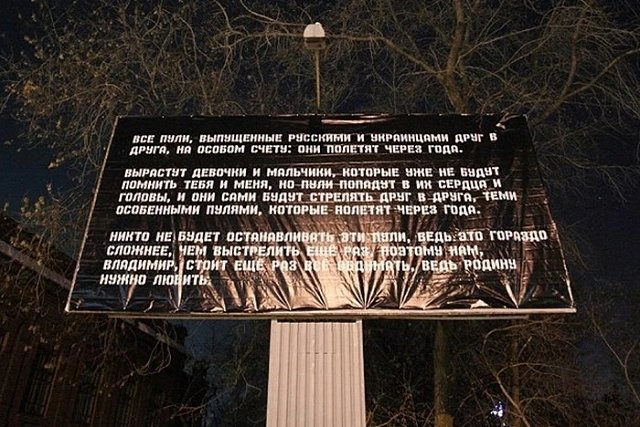 ВСЕ ПУЛИ, ВЫПУЩЕННЫЕ РУССКИМИ И УКРАИНЦАМИ ДРУГ В
ДРУГА, НА ОСОБОМ СЧЕТУ: ОНИ ПОЛЕТЯТ ЧЕРЕЗ ГОДА.
ВЫРАСТУТ ДЕВОЧКИ И МАЛЬЧИКИ, КОТОРЫЕ УЖЕ НЕ БУДУТ
ПОМНИТЬ ТЕБЯ И МЕНЯ, НО ПУЛИ ПОПАДУТ В ИХ СЕРДЦА И
ГОЛОВЫ, И ОНИ САМИ БУДУТ СТРЕЛЯТЬ ДРУГ В ДРУГА, ТЕМИ
ОСОБЕННЫМИ ПУЛЯМИ, КОТОРЫЕ ПОЛЕТЯТ ЧЕРЕЗ ГОДА.
НИКТО НЕ БУДЕТ ОСТАНАВЛИВАТЬ ЭТИ ПУЛИ, ВЕДЬ ЭТО ГОРАЗДО
СЛОЖНЕЕ, ЧЕМ ВЫСТРЕЛИТЬ ЕЩЁ РАЗ, ПОЭТОМУ НАМ,
ВЛАДИМИР, СТОИТ ЕЩЁ РАЗ ВСЁ ОБДУМАТЬ, ВЕДЬ РОДИНУ
НУЖНО ЛЮБИТЬ.